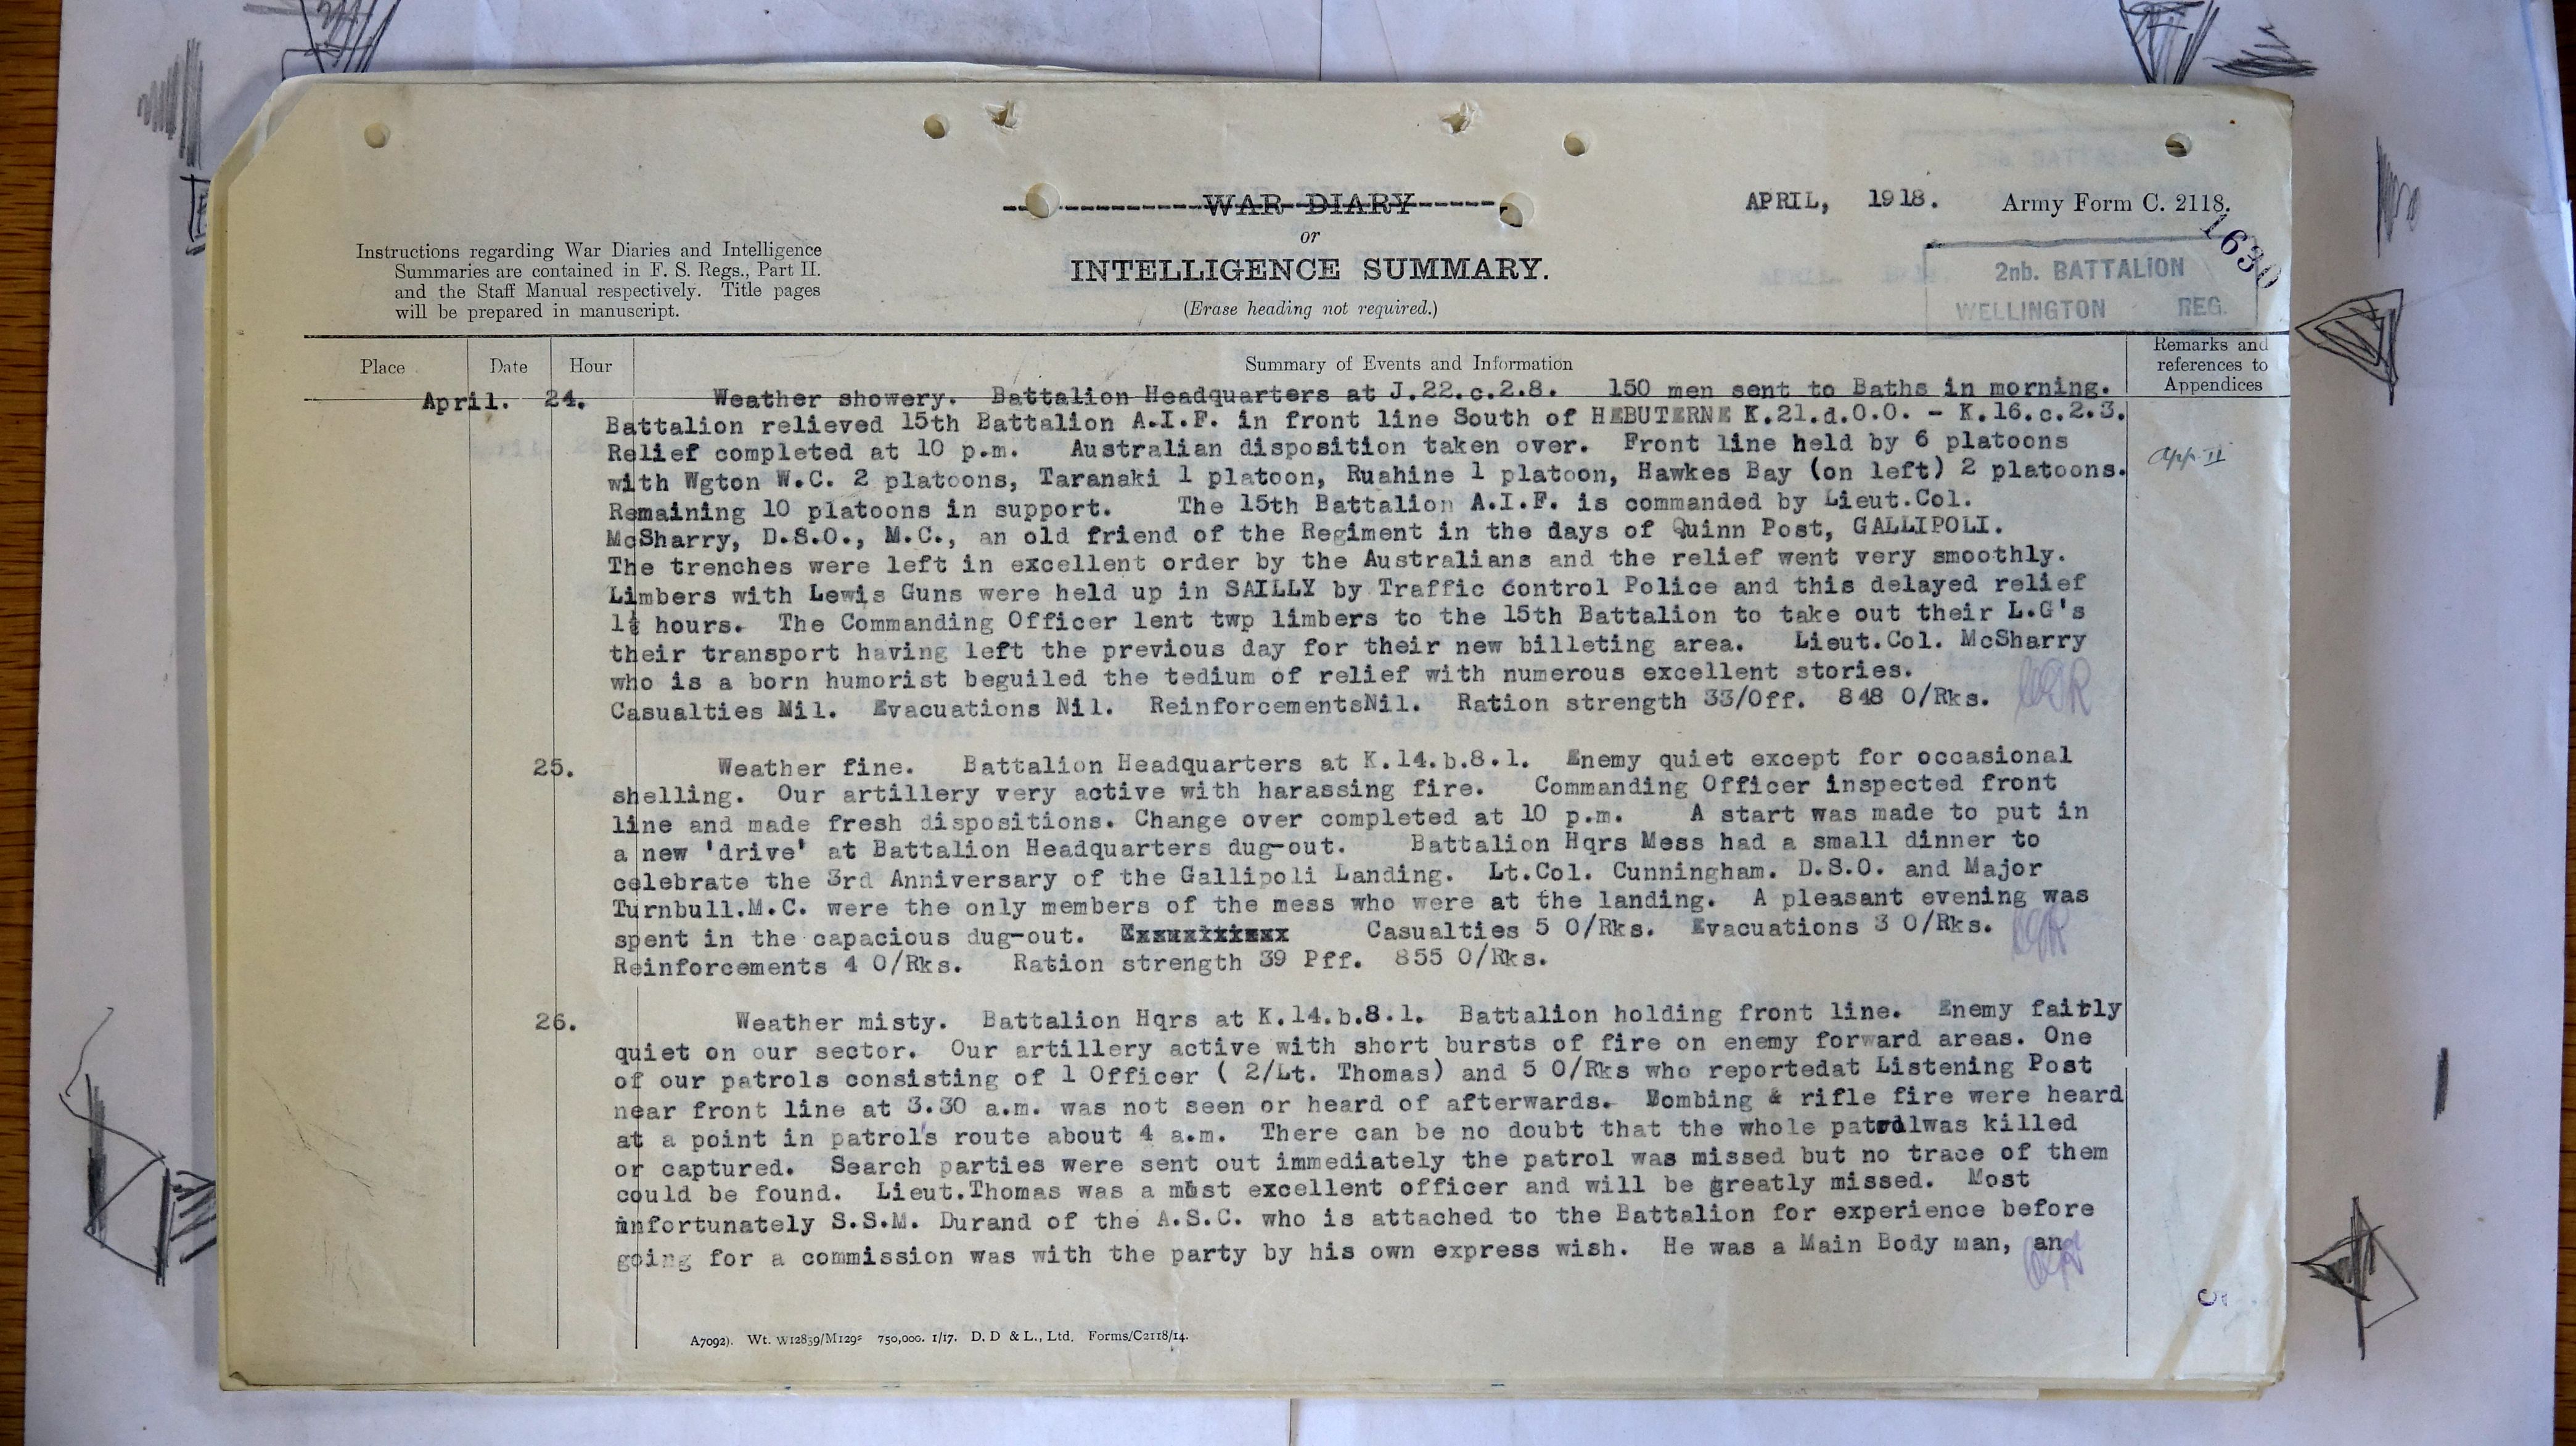 WAR DIARY
or
INTELLIGENCE SUMMARY.
(Erase heading not required.)
APRIL, 1918.
Army Form C. 2118.
1630
2nb. BATTALION
WELLINGTON REG.
Instructions regarding War Diaries and Intelligence
Summaries are contained in F. S. Regs., Part II.
and the Staff Manual respectively. Title pages
will be prepared in manuscript.
Place Date Hour Summary of Events and Information Remarks and
references to
Appendices
April. 24. Weather showery. Battalion Headquarters at J.22.c.2.8. 150 men sent to Baths in morning.
Battalion relieved 15th Battalion A.I.F. in front line South of HEBUTERNE K.21.d.0.0. - K.16.c.2.3.
Relief completed at 10 p.m. Australian disposition taken over. Front line held by 6 platoons
App II
with Wgton W.C. 2 platoons, Taranaki 1 platoon, Ruahine 1 platoon, Hawkes Bay (on left) 2 platoons.
Remaining 10 platoons in support. The 15th Battalion A.I.F. is commanded by Lieut.Col.
McSharry, D.S.O., M.C., an old friend of the Regiment in the days of Quinn Post, GALLIPOLI.
The trenches were left in excellent order by the Australians and the relief went very smoothly.
Limbers with Lewis Guns were held up in SAILLY by Traffic control Police and this delayed relief
hours. The Commanding Officer lent twp limbers to the 15th Battalion to take out their L.G's
their transport having left the previous day for their new billeting area. Lieut.Col. McSharry
who is a born humorist beguiled the tedium of relief with numerous excellent stories.
Casualties Nil. Evacuations Nil. ReinforcementsNil. Ration strength 33/Off. 848 O/Rks.
25. Weather fine. Battalion Headquarters at K.14.b.8.1. Enemy quiet except for occasional
shelling. Our artillery very active with harassing fire. Commanding Officer inspected front
line and made fresh dispositions. Change over completed at 10 p.m. A start was made to put in
a new 'drive' at Battalion Headquarters dug-out. Battalion Hqrs Mess had a small dinner to
celebrate the 3rd Anniversary of the Gallipoli Landing. Lt.Col. Cunningham. D.S.O. and Major
Turnbull.M.C. were the only members of the mess who were at the landing. A pleasant evening was
spent in the capacious dug-out. Casualties 5 O/Rks. Evacuations 3 O/Rks.
Reinforcements 4 O/Rks. Ration strength 39 Pff. 855 O/Rks.
26. Weather misty. Battalion Hqrs at K.14.b.8.1. Battalion holding front line. Enemy faitly
quiet on our sector. Our artillery active with short bursts of fire on enemy forward areas. One
of our patrols consisting of 1 Officer ( 2/Lt. Thomas) and 5 O/Rks who reportedat Listening Post
near front line at 3.30 a.m. was not seen or heard of afterwards. Bombing & rifle fire were heard
at a point in patrol's route about 4 a.m. There can be no doubt that the whole patrolwas killed
or captured. Search parties were sent out immediately the patrol was missed but no trace of them
could be found. Lieut.Thomas was a most excellent officer and will be greatly missed. Most
unfortunately S.S.M. Durand of the A.S.C. who is attached to the Battalion for experience before
going for a commission was with the party by his own express wish. He was a Main Body man, an
A7092). Wt. W12839/M129 750,000. 1/17. D. D & L., Ltd. Forms/C2118/14.